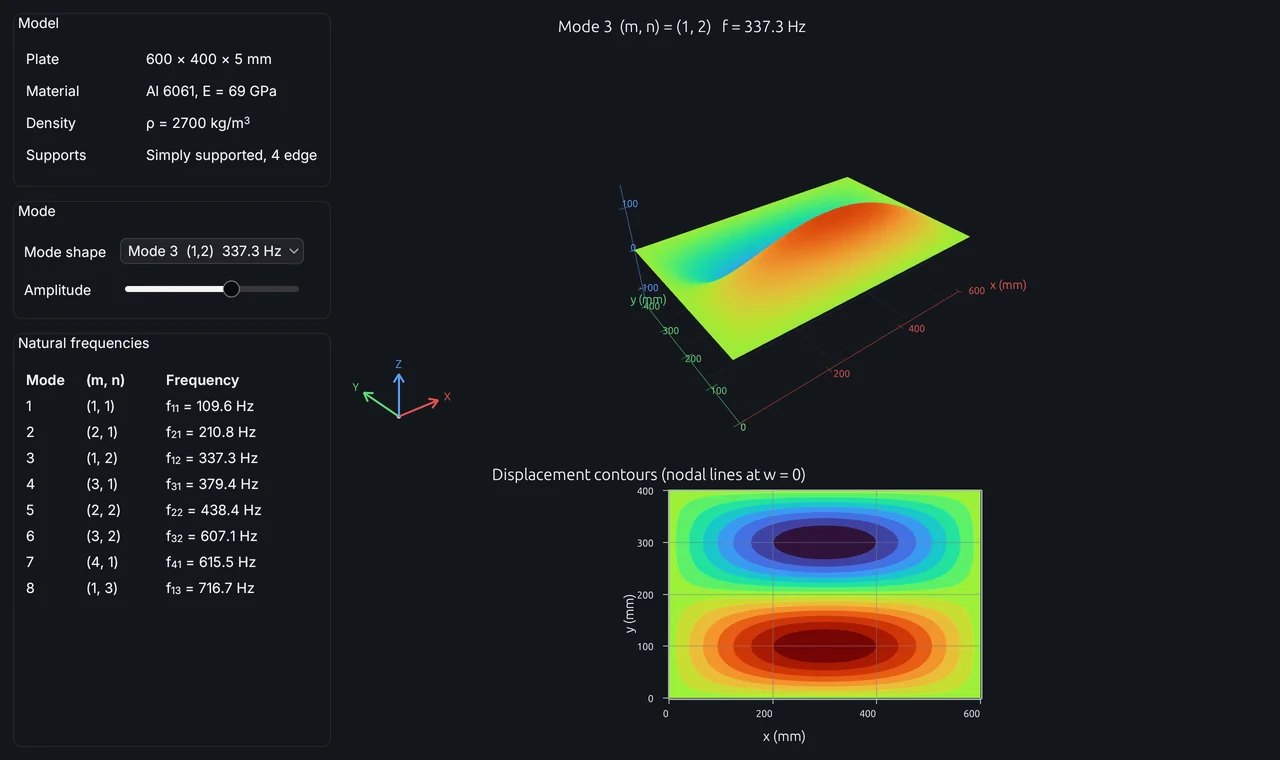 Model
Plate 600 × 400 × 5 mm
Material Al 6061, E = 69 GPa
Density ρ = 2700 kg/m³
Supports Simply supported, 4 edge
Mode
Mode shape Mode 3 (1,2) 337.3 Hz
Amplitude
Natural frequencies
Mode (m, n) Frequency
1 (1, 1) f₁₁ = 109.6 Hz
2 (2, 1) f₂₁ = 210.8 Hz
3 (1, 2) f₁₂ = 337.3 Hz
4 (3, 1) f₃₁ = 379.4 Hz
5 (2, 2) f₂₂ = 438.4 Hz
6 (3, 2) f₃₂ = 607.1 Hz
7 (4, 1) f₄₁ = 615.5 Hz
8 (1, 3) f₁₃ = 716.7 Hz
Mode 3 (m, n) = (1, 2) f = 337.3 Hz
100
0
-100
y (mm)
400
300
200
100
0
200
400
600 x (mm)
Z
Y
X
Displacement contours (nodal lines at w = 0)
400
300
200
100
0
y (mm)
0 200 400 600
x (mm)